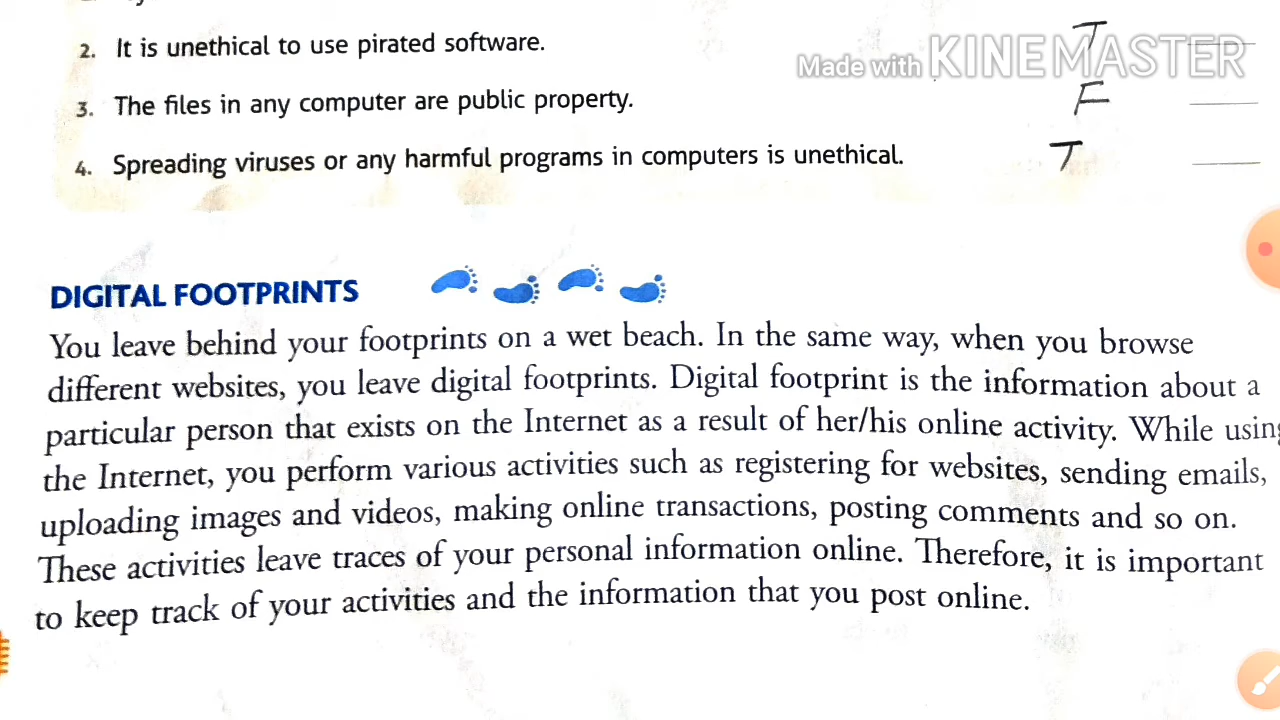 2. It is unethical to use pirated software. T
Made with KINEMASTER
3. The files in any computer are public property. F
4. Spreading viruses or any harmful programs in computers is unethical. T
DIGITAL FOOTPRINTS
You leave behind your footprints on a wet beach. In the same way, when you browse
different websites, you leave digital footprints. Digital footprint is the information about a
particular person that exists on the Internet as a result of her/his online activity. While using
the Internet, you perform various activities such as registering for websites, sending emails,
uploading images and videos, making online transactions, posting comments and so on.
These activities leave traces of your personal information online. Therefore, it is important
to keep track of your activities and the information that you post online.